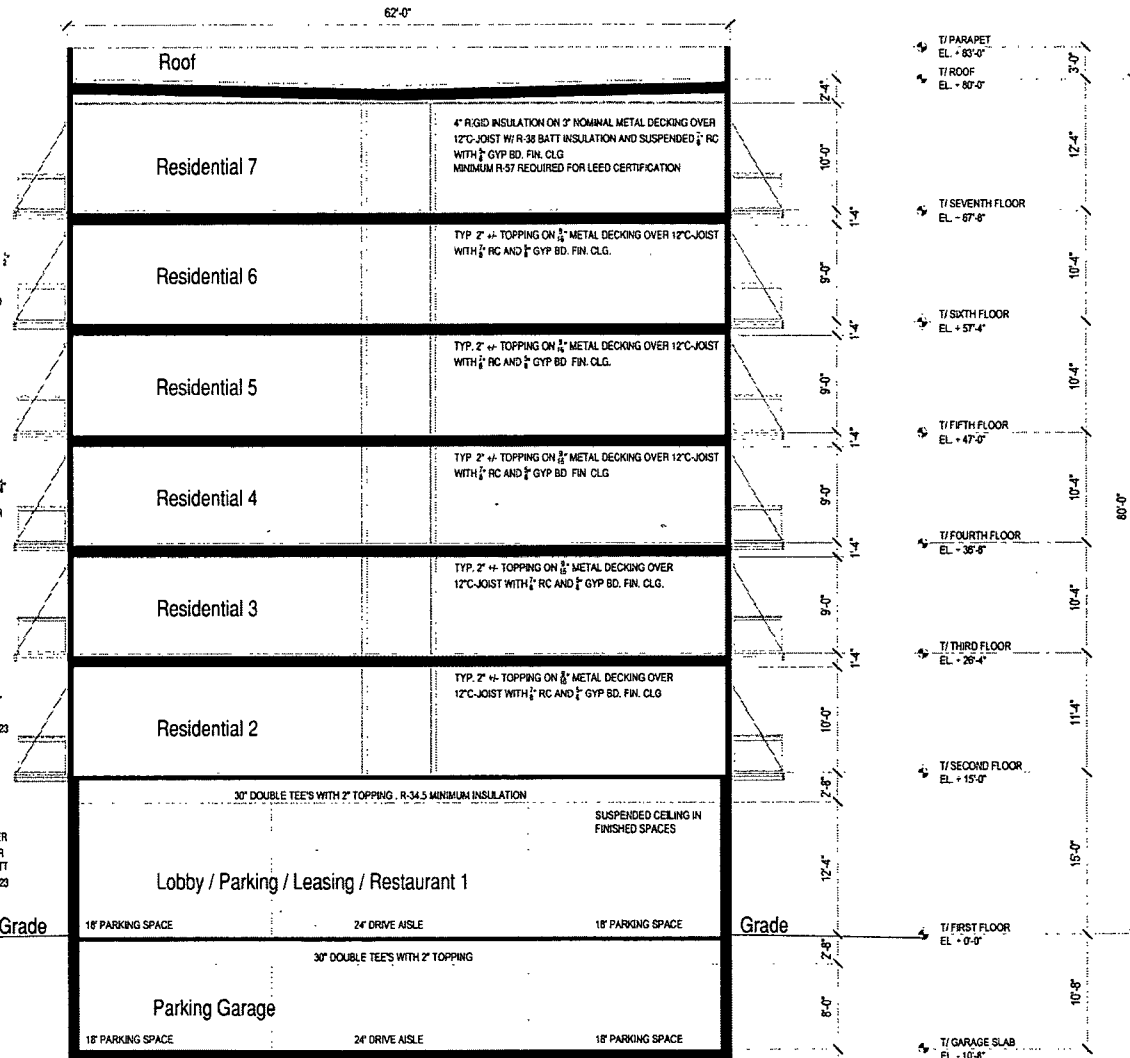 62'-0"
Roof
T/ PARAPET
EL. + 83'-0"
3'-0"
T/ ROOF
EL. + 80'-0"
2'-4"
Residential 7
4" RIGID INSULATION ON 3" NOMINAL METAL DECKING OVER
12"C-JOIST W/ R-38 BATT INSULATION AND SUSPENDED 7/8" RC
WITH 5/8" GYP BD. FIN. CLG
MINIMUM R-57 REQUIRED FOR LEED CERTIFICATION
10'-0"
12'-4"
T/ SEVENTH FLOOR
EL. + 67'-8"
1'-4"
Residential 6
TYP. 2" +/- TOPPING ON 9/16" METAL DECKING OVER 12"C-JOIST
WITH 7/8" RC AND 5/8" GYP BD. FIN. CLG.
9'-0"
10'-4"
T/ SIXTH FLOOR
EL. + 57'-4"
1'-4"
Residential 5
TYP. 2" +/- TOPPING ON 9/16" METAL DECKING OVER 12"C-JOIST
WITH 7/8" RC AND 5/8" GYP BD. FIN. CLG.
9'-0"
10'-4"
T/ FIFTH FLOOR
EL. + 47'-0"
1'-4"
Residential 4
TYP. 2" +/- TOPPING ON 9/16" METAL DECKING OVER 12"C-JOIST
WITH 7/8" RC AND 5/8" GYP BD. FIN CLG
9'-0"
10'-4"
80'-0"
T/ FOURTH FLOOR
EL. + 36'-8"
1'-4"
Residential 3
TYP. 2" +/- TOPPING ON 9/16" METAL DECKING OVER
12"C-JOIST WITH 7/8" RC AND 5/8" GYP BD. FIN. CLG.
9'-0"
10'-4"
T/ THIRD FLOOR
EL. + 26'-4"
1'-4"
Residential 2
TYP. 2" +/- TOPPING ON 9/16" METAL DECKING OVER
12"C-JOIST WITH 7/8" RC AND 5/8" GYP BD. FIN. CLG
23
10'-0"
11'-4"
T/ SECOND FLOOR
EL. + 15'-0"
2'-8"
30" DOUBLE TEE'S WITH 2" TOPPING , R-34.5 MINIMUM INSULATION
SUSPENDED CEILING IN
FINISHED SPACES
ER
R
TT
23
Lobby / Parking / Leasing / Restaurant 1
12'-4"
15'-0"
Grade
18' PARKING SPACE
24' DRIVE AISLE
18' PARKING SPACE
Grade
T/ FIRST FLOOR
EL. + 0'-0"
2'-8"
30" DOUBLE TEE'S WITH 2" TOPPING
Parking Garage
8'-0"
10'-8"
18' PARKING SPACE
24' DRIVE AISLE
18' PARKING SPACE
T/ GARAGE SLAB
EL. - 10'-8"